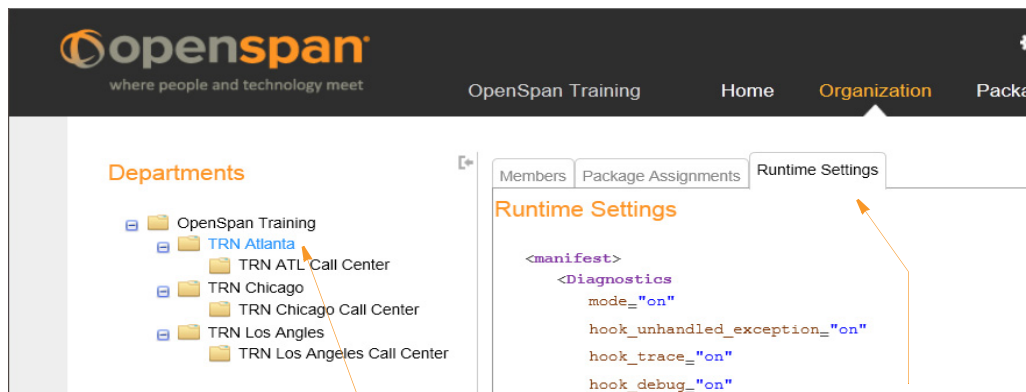 openspan
where people and technology meet
OpenSpan Training Home Organization Packa
Departments
OpenSpan Training
TRN Atlanta
TRN ATL Call Center
TRN Chicago
TRN Chicago Call Center
TRN Los Angles
TRN Los Angeles Call Center
Members Package Assignments Runtime Settings
Runtime Settings
<manifest>
<Diagnostics
mode="on"
hook_unhandled_exception="on"
hook_trace="on"
hook_debug="on"